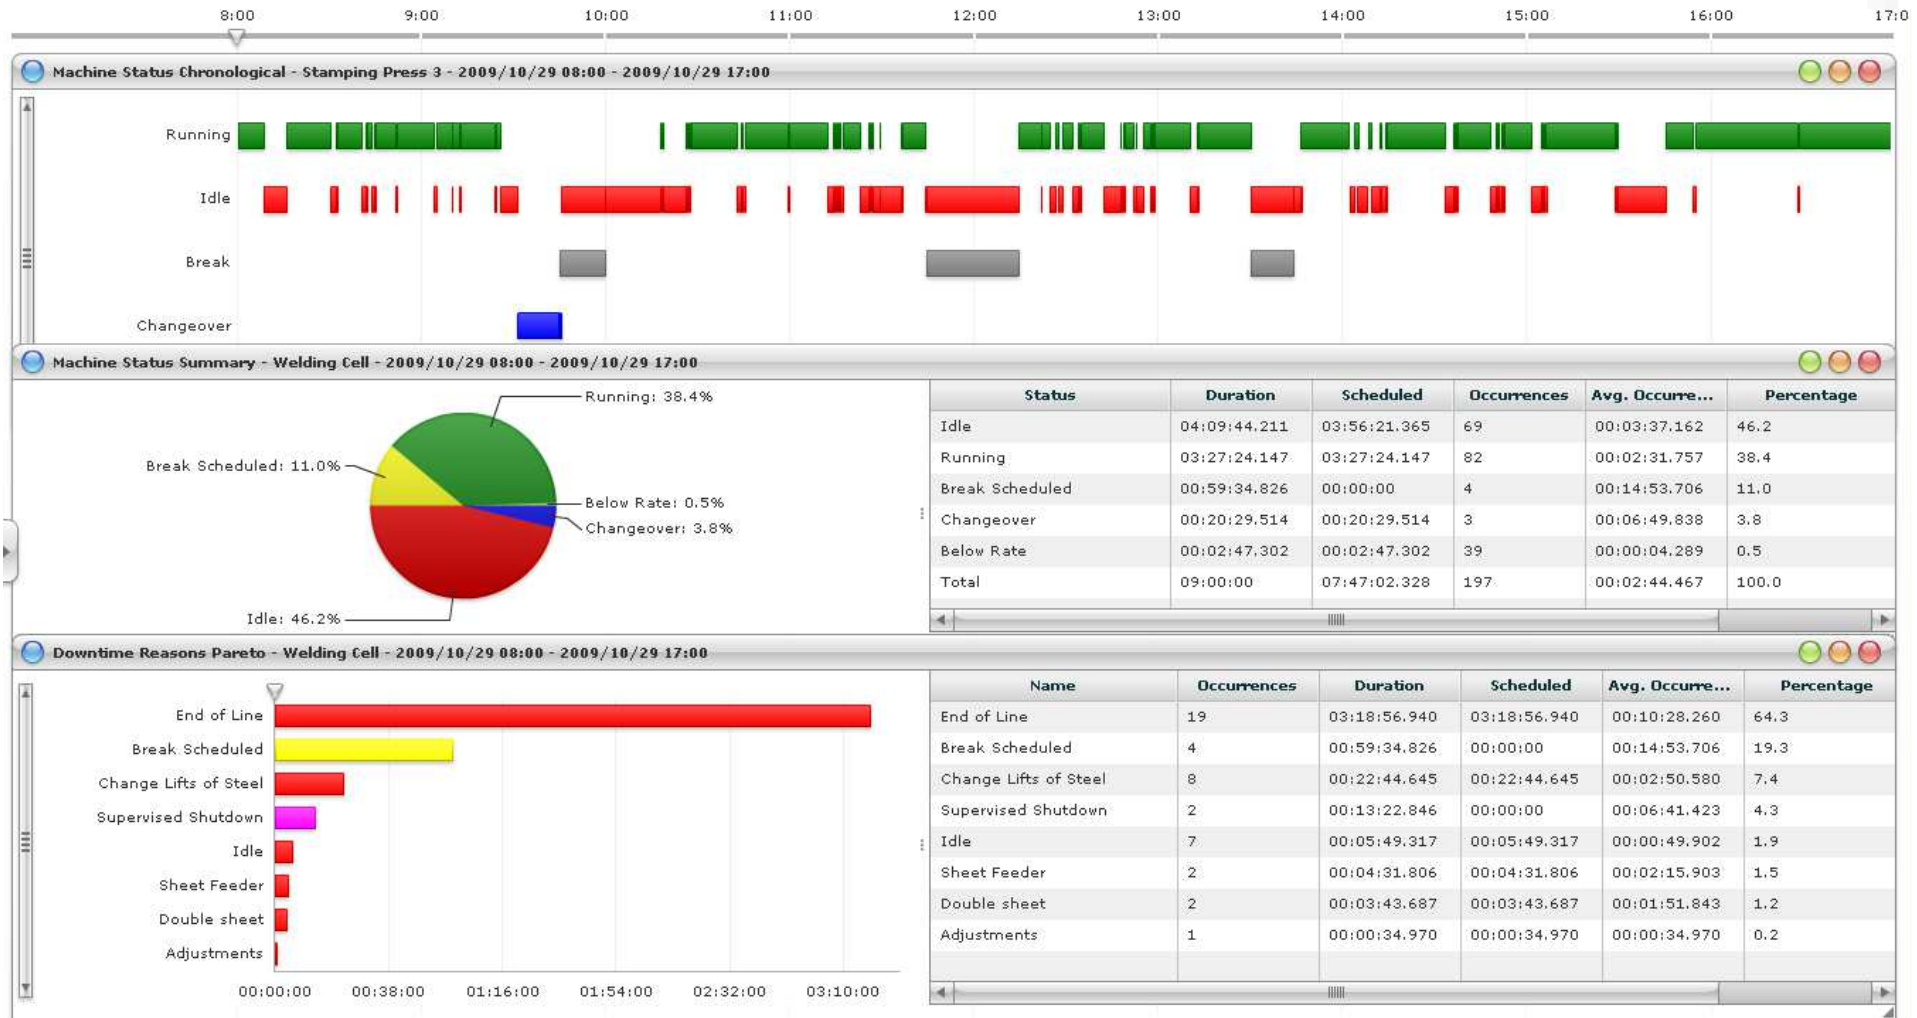 8:00 9:00 10:00 11:00 12:00 13:00 14:00 15:00 16:00 17:0
Machine Status Chronological - Stamping Press 3 - 2009/10/29 08:00 - 2009/10/29 17:00
Running
Idle
Break
Changeover
Machine Status Summary - Welding Cell - 2009/10/29 08:00 - 2009/10/29 17:00
Running: 38.4%
Break Scheduled: 11.0%
Below Rate: 0.5%
Changeover: 3.8%
Idle: 46.2%
Status Duration Scheduled Occurrences Avg. Occurre... Percentage
Idle 04:09:44.211 03:56:21.365 69 00:03:37.162 46.2
Running 03:27:24.147 03:27:24.147 82 00:02:31.757 38.4
Break Scheduled 00:59:34.826 00:00:00 4 00:14:53.706 11.0
Changeover 00:20:29.514 00:20:29.514 3 00:06:49.838 3.8
Below Rate 00:02:47.302 00:02:47.302 39 00:00:04.289 0.5
Total 09:00:00 07:47:02.328 197 00:02:44.467 100.0
Downtime Reasons Pareto - Welding Cell - 2009/10/29 08:00 - 2009/10/29 17:00
End of Line
Break Scheduled
Change Lifts of Steel
Supervised Shutdown
Idle
Sheet Feeder
Double sheet
Adjustments
00:00:00 00:38:00 01:16:00 01:54:00 02:32:00 03:10:00
Name Occurrences Duration Scheduled Avg. Occurre... Percentage
End of Line 19 03:18:56.940 03:18:56.940 00:10:28.260 64.3
Break Scheduled 4 00:59:34.826 00:00:00 00:14:53.706 19.3
Change Lifts of Steel 8 00:22:44.645 00:22:44.645 00:02:50.580 7.4
Supervised Shutdown 2 00:13:22.846 00:00:00 00:06:41.423 4.3
Idle 7 00:05:49.317 00:05:49.317 00:00:49.902 1.9
Sheet Feeder 2 00:04:31.806 00:04:31.806 00:02:15.903 1.5
Double sheet 2 00:03:43.687 00:03:43.687 00:01:51.843 1.2
Adjustments 1 00:00:34.970 00:00:34.970 00:00:34.970 0.2